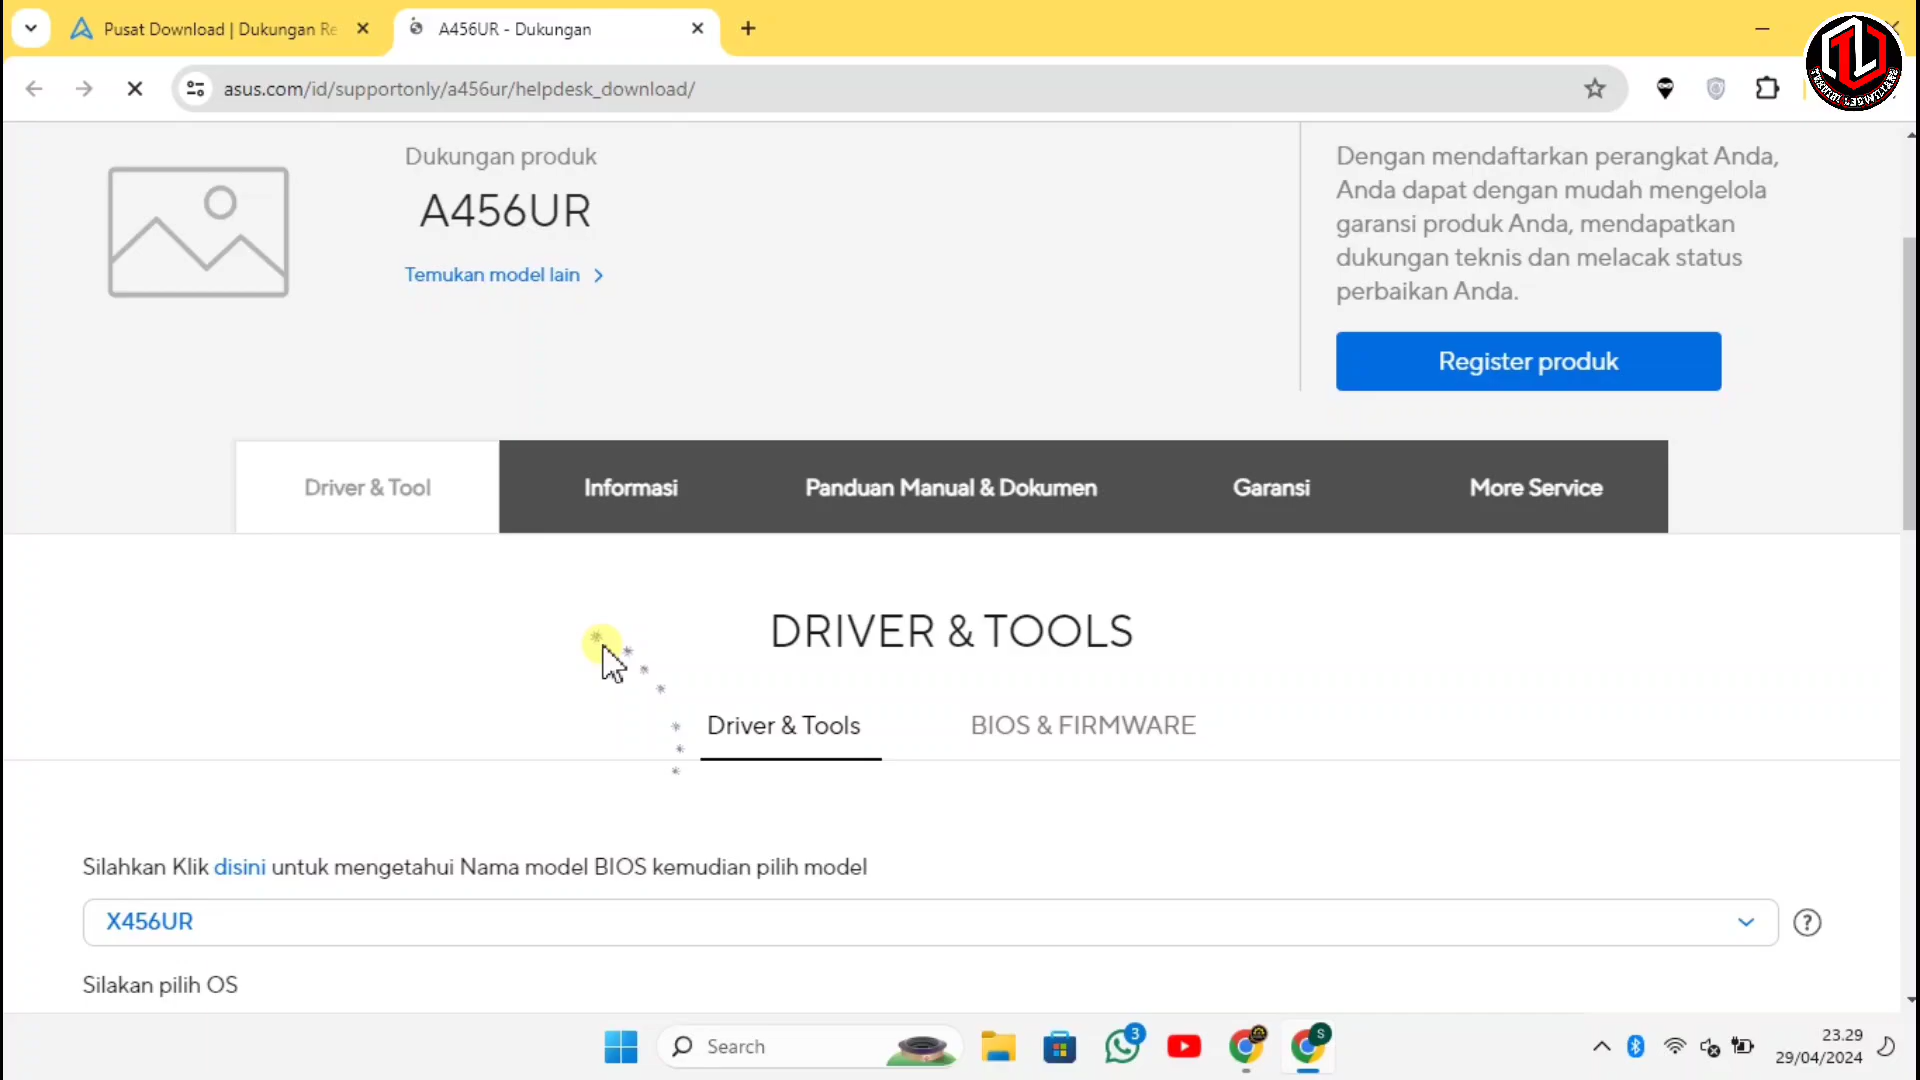 Pusat Download | Dukungan Re
A456UR - Dukungan
asus.com/id/supportonly/a456ur/helpdesk_download/
Dukungan produk
A456UR
Temukan model lain
Dengan mendaftarkan perangkat Anda,
Anda dapat dengan mudah mengelola
garansi produk Anda, mendapatkan
dukungan teknis dan melacak status
perbaikan Anda.
Register produk
Driver & Tool
Informasi
Panduan Manual & Dokumen
Garansi
More Service
DRIVER & TOOLS
Driver & Tools
BIOS & FIRMWARE
Silahkan Klik disini untuk mengetahui Nama model BIOS kemudian pilih model
X456UR
Silakan pilih OS
Search
3
S
23.29
29/04/2024